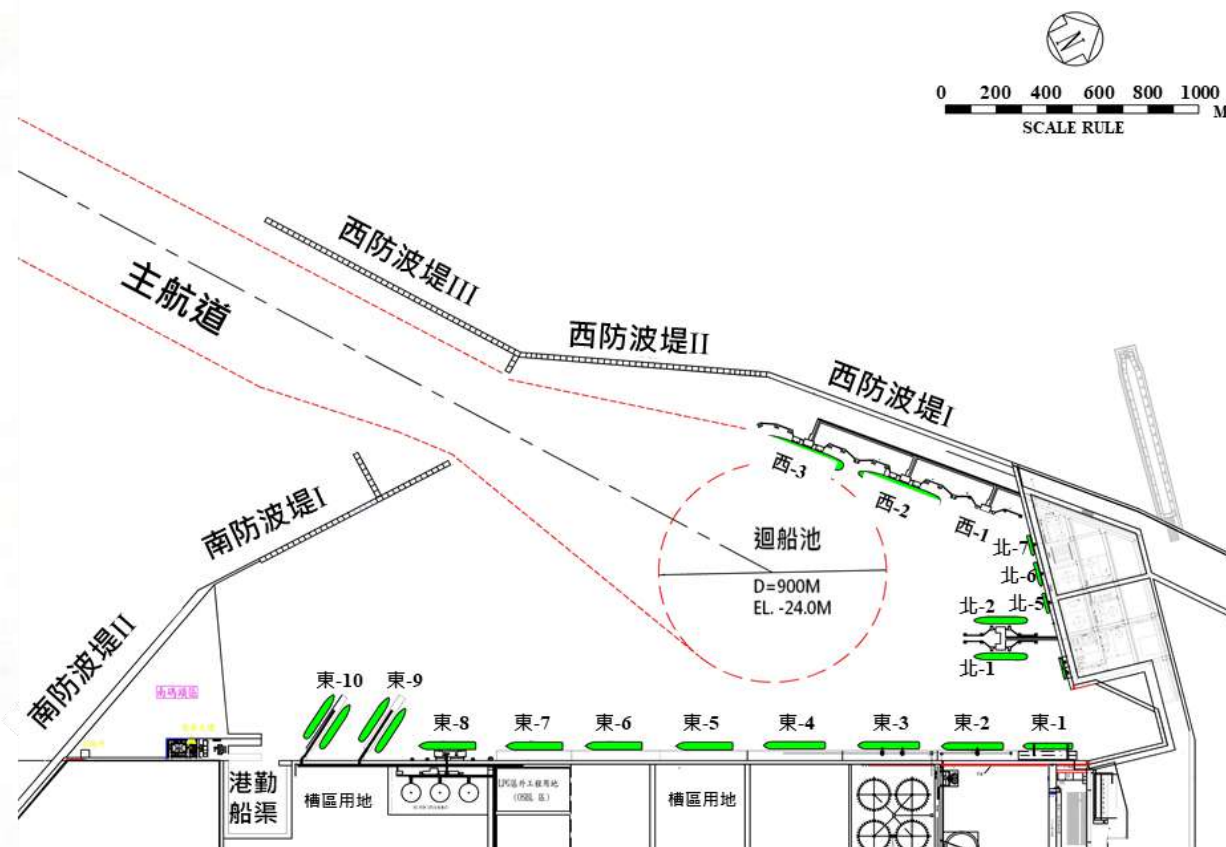 N
0 200 400 600 800 1000
M
SCALE RULE
西防波堤III
主航道
西防波堤II
西防波堤I
西-3
西-2
西-1
南防波堤I
迴船池
D=900M
EL. -24.0M
北-7
北-6
北-5
北-2
北-1
南防波堤II
南碼頭區
東-10
東-9
東-8
東-7
東-6
東-5
東-4
東-3
東-2
東-1
港勤
船渠
槽區用地
槽區用地